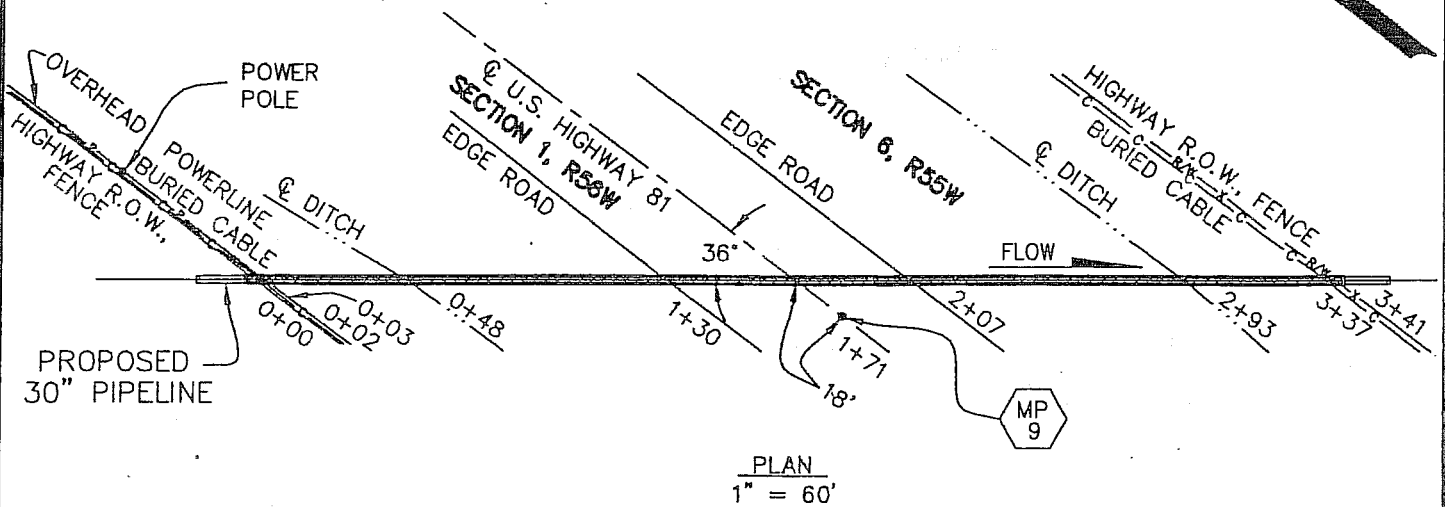 OVERHEAD
POWERLINE
POWER
POLE
HIGHWAY R.O.W.,
FENCE
BURIED CABLE
℄ DITCH
℄ U.S. HIGHWAY 81
SECTION 1, R56W
EDGE ROAD
EDGE ROAD
SECTION 6, R55W
℄ DITCH
HIGHWAY R.O.W., FENCE
BURIED CABLE
36°
FLOW
0+00
0+02
0+03
0+48
1+30
1+71
18'
2+07
2+93
3+37
3+41
PROPOSED
30" PIPELINE
MP
9
PLAN
1" = 60'